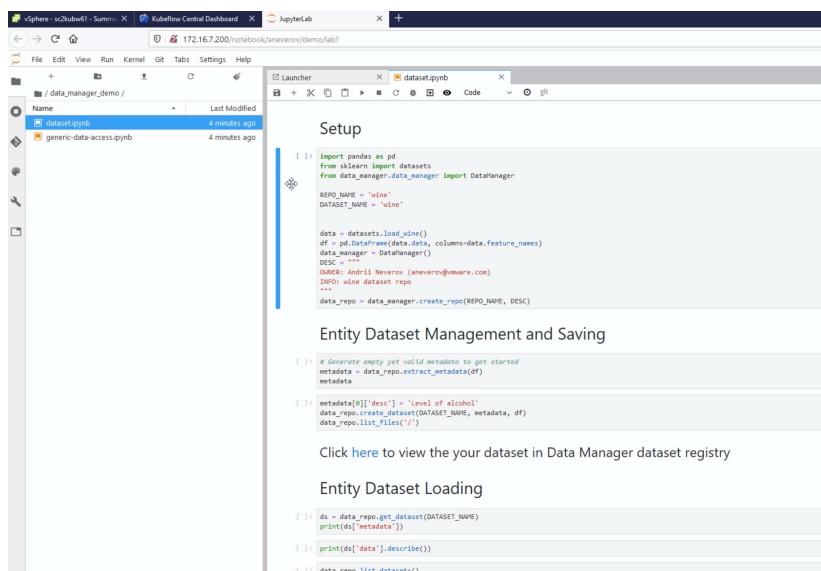 vSphere - sc2kubw61 - Summa
Kubeflow Central Dashboard
JupyterLab
172.16.7.200/notebook/aneverov/demo/lab?
File Edit View Run Kernel Git Tabs Settings Help
/ data_manager_demo /
Name Last Modified
dataset.ipynb 4 minutes ago
generic-data-access.ipynb 4 minutes ago
Launcher
dataset.ipynb
Code
git
Setup
[ ]: import pandas as pd
from sklearn import datasets
from data_manager.data_manager import DataManager
REPO_NAME = 'wine'
DATASET_NAME = 'wine'
data = datasets.load_wine()
df = pd.DataFrame(data.data, columns=data.feature_names)
data_manager = DataManager()
DESC = """
OWNER: Andrii Neverov (aneverov@vmware.com)
INFO: wine dataset repo
"""
data_repo = data_manager.create_repo(REPO_NAME, DESC)
Entity Dataset Management and Saving
[ ]: # Generate empty yet valid metadata to get started
metadata = data_repo.extract_metadata(df)
metadata
[ ]: metadata[0]['desc'] = 'Level of alcohol'
data_repo.create_dataset(DATASET_NAME, metadata, df)
data_repo.list_files('/')
Click here to view the your dataset in Data Manager dataset registry
Entity Dataset Loading
[ ]: ds = data_repo.get_dataset(DATASET_NAME)
print(ds['metadata'])
[ ]: print(ds['data'].describe())
[ ]: data_repo.list_datasets()